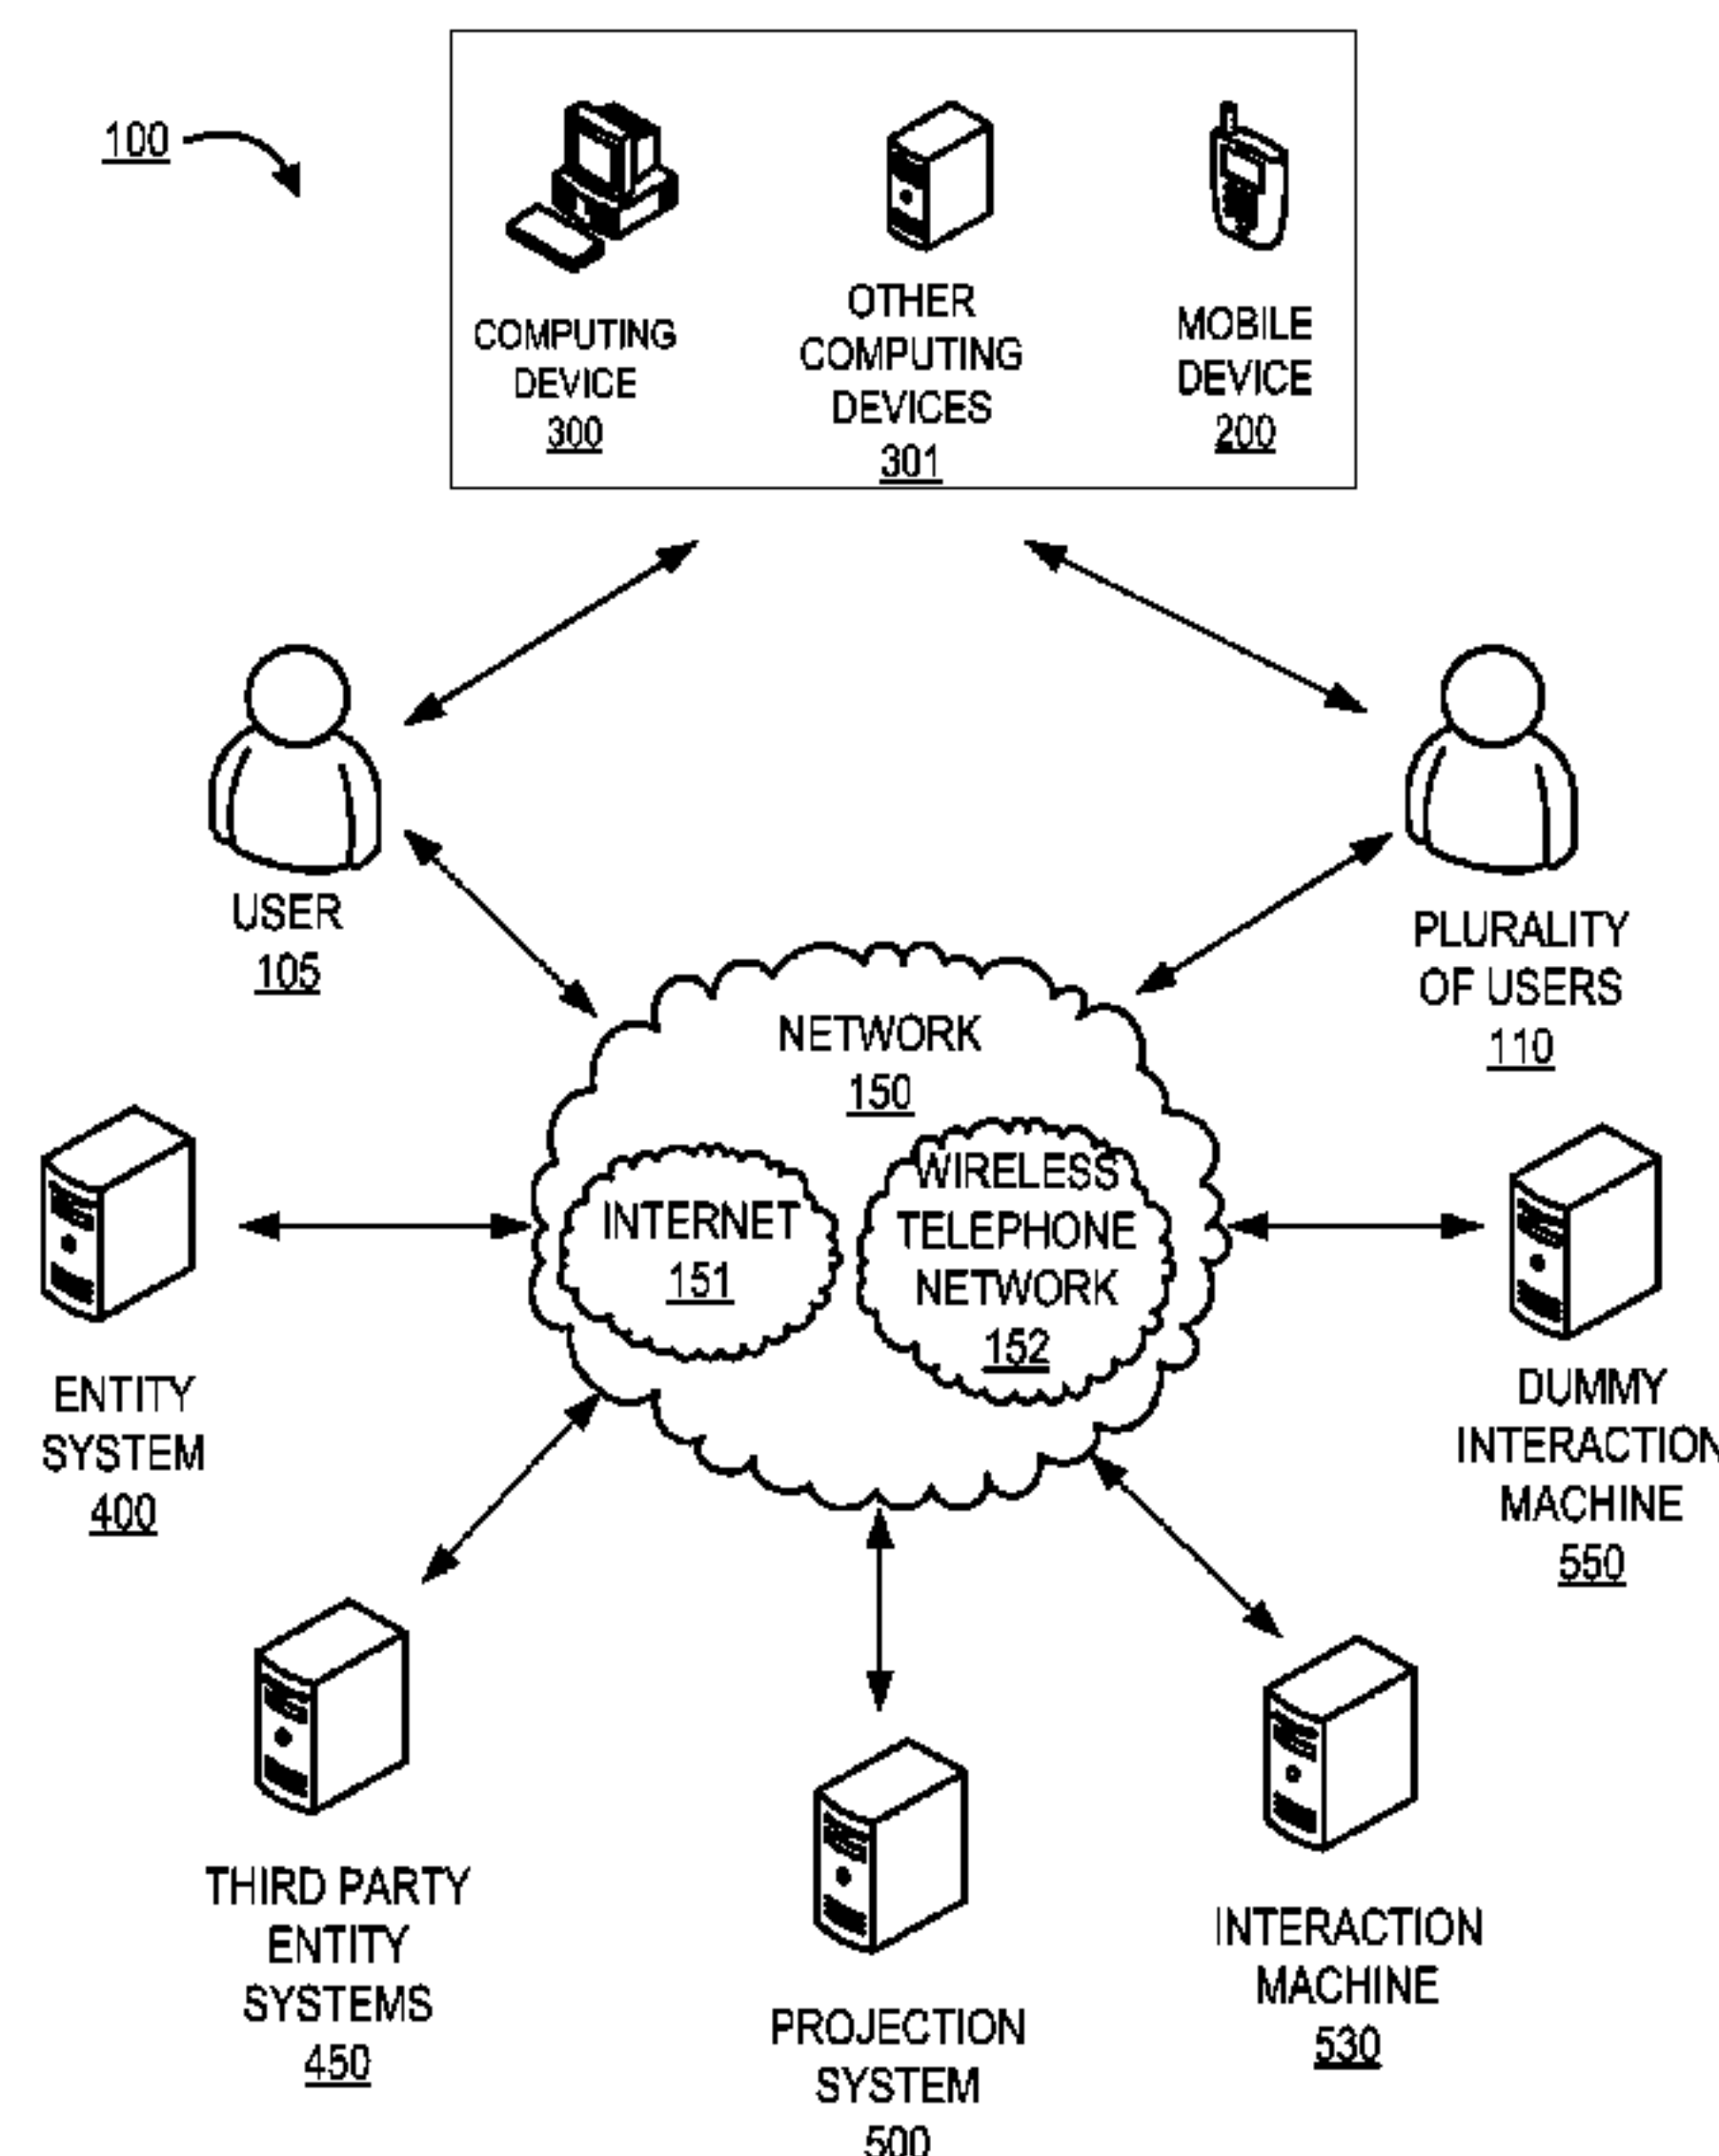 100
COMPUTING
DEVICE
300
OTHER
COMPUTING
DEVICES
301
MOBILE
DEVICE
200
USER
105
PLURALITY
OF USERS
110
NETWORK
150
INTERNET
151
WIRELESS
TELEPHONE
NETWORK
152
ENTITY
SYSTEM
400
DUMMY
INTERACTION
MACHINE
550
THIRD PARTY
ENTITY
SYSTEMS
450
PROJECTION
SYSTEM
500
INTERACTION
MACHINE
530